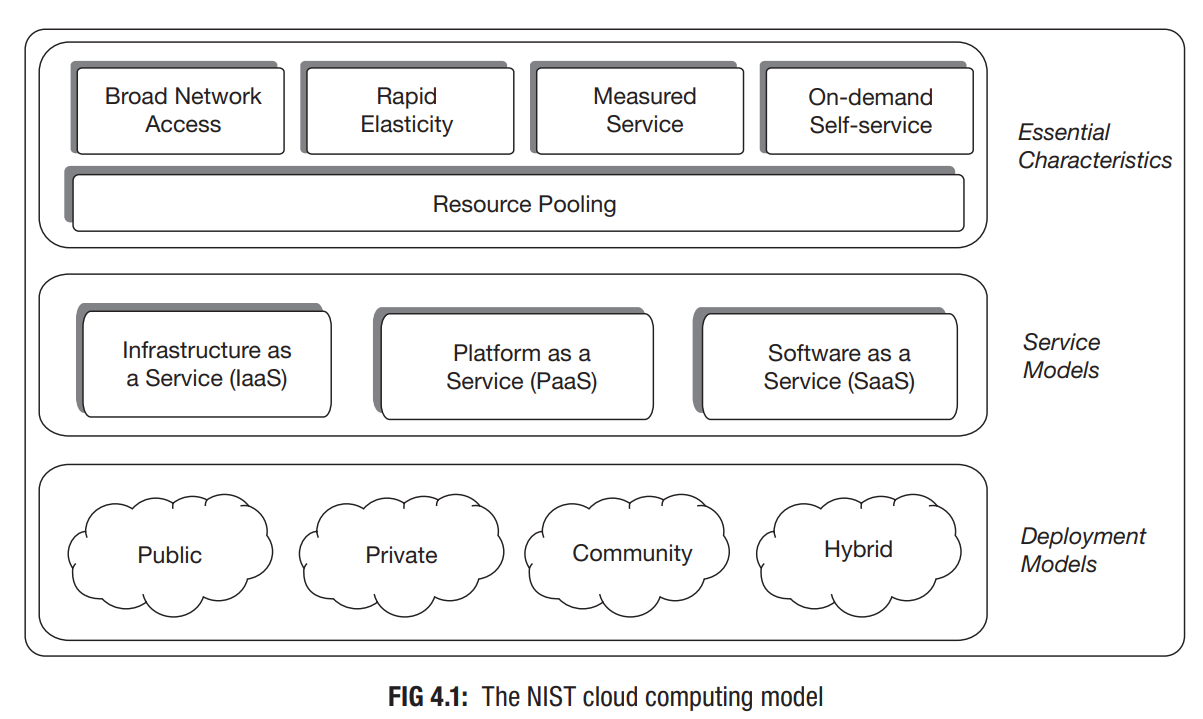 Broad Network
Access
Rapid
Elasticity
Measured
Service
On-demand
Self-service
Resource Pooling
Essential
Characteristics
Infrastructure as
a Service (IaaS)
Platform as a
Service (PaaS)
Software as a
Service (SaaS)
Service
Models
Public
Private
Community
Hybrid
Deployment
Models
FIG 4.1: The NIST cloud computing model